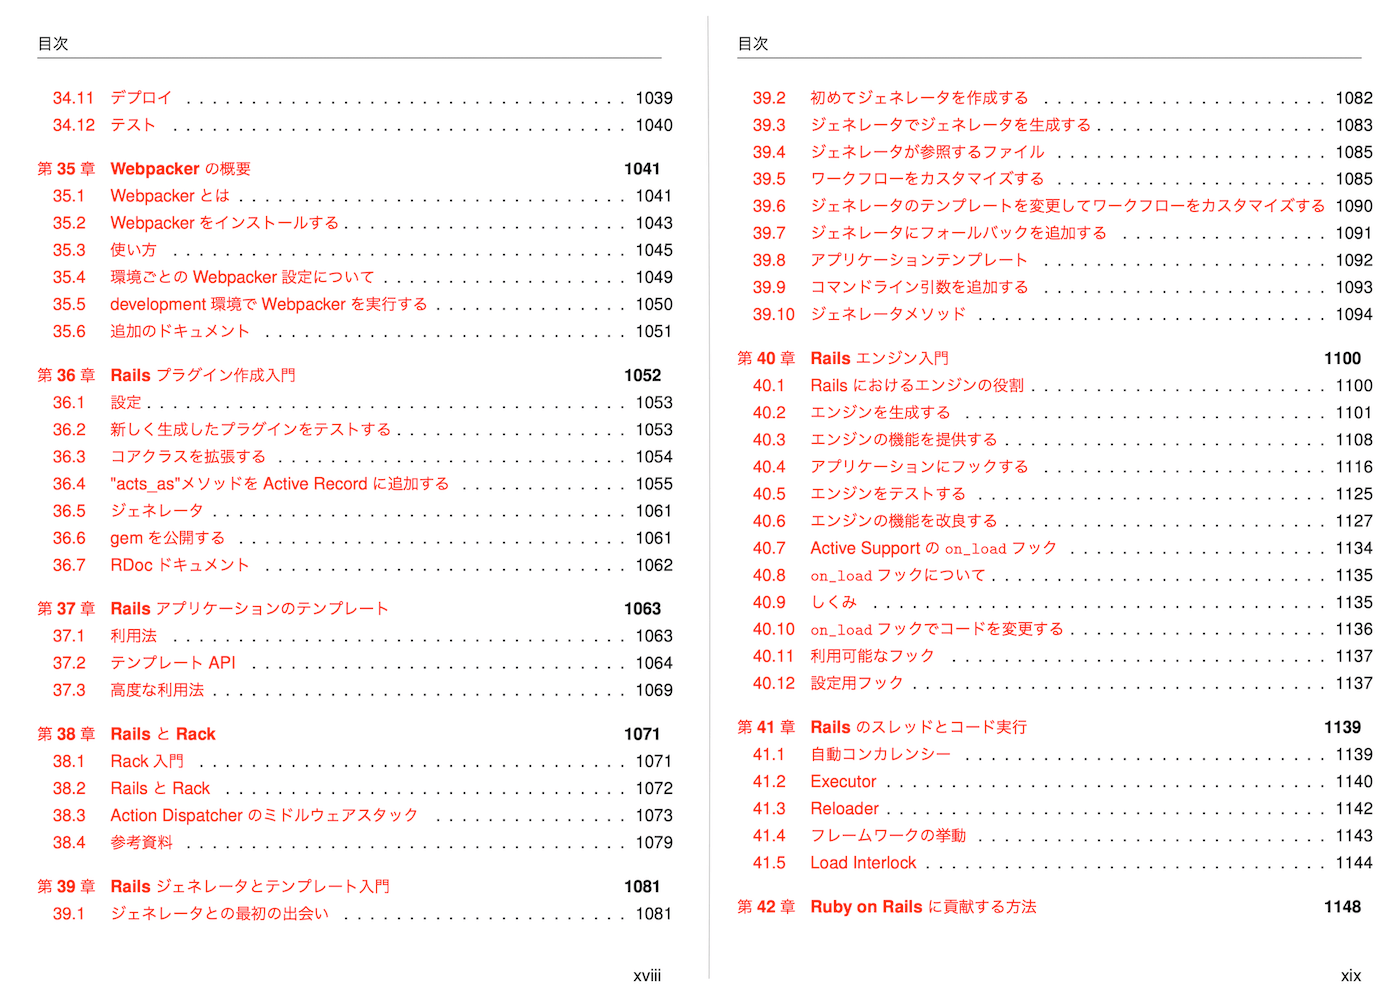 目次
34.11 デプロイ . . . . . . . . . . . . . . . . . . . . . . . . . . . . . . . . . . 1039
34.12 テスト . . . . . . . . . . . . . . . . . . . . . . . . . . . . . . . . . . . 1040
第 35 章 Webpacker の概要 1041
35.1 Webpacker とは . . . . . . . . . . . . . . . . . . . . . . . . . . . . . . 1041
35.2 Webpacker をインストールする . . . . . . . . . . . . . . . . . . . . . . 1043
35.3 使い方 . . . . . . . . . . . . . . . . . . . . . . . . . . . . . . . . . . . 1045
35.4 環境ごとの Webpacker 設定について . . . . . . . . . . . . . . . . . . . 1049
35.5 development 環境で Webpacker を実行する . . . . . . . . . . . . . . . 1050
35.6 追加のドキュメント . . . . . . . . . . . . . . . . . . . . . . . . . . . . 1051
第 36 章 Rails プラグイン作成入門 1052
36.1 設定 . . . . . . . . . . . . . . . . . . . . . . . . . . . . . . . . . . . . . 1053
36.2 新しく生成したプラグインをテストする . . . . . . . . . . . . . . . . . . 1053
36.3 コアクラスを拡張する . . . . . . . . . . . . . . . . . . . . . . . . . . . 1054
36.4 "acts_as"メソッドを Active Record に追加する . . . . . . . . . . . . . 1055
36.5 ジェネレータ . . . . . . . . . . . . . . . . . . . . . . . . . . . . . . . . 1061
36.6 gem を公開する . . . . . . . . . . . . . . . . . . . . . . . . . . . . . . 1061
36.7 RDoc ドキュメント . . . . . . . . . . . . . . . . . . . . . . . . . . . . 1062
第 37 章 Rails アプリケーションのテンプレート 1063
37.1 利用法 . . . . . . . . . . . . . . . . . . . . . . . . . . . . . . . . . . . 1063
37.2 テンプレート API . . . . . . . . . . . . . . . . . . . . . . . . . . . . . 1064
37.3 高度な利用法 . . . . . . . . . . . . . . . . . . . . . . . . . . . . . . . . 1069
第 38 章 Rails と Rack 1071
38.1 Rack 入門 . . . . . . . . . . . . . . . . . . . . . . . . . . . . . . . . . 1071
38.2 Rails と Rack . . . . . . . . . . . . . . . . . . . . . . . . . . . . . . . 1072
38.3 Action Dispatcher のミドルウェアスタック . . . . . . . . . . . . . . . 1073
38.4 参考資料 . . . . . . . . . . . . . . . . . . . . . . . . . . . . . . . . . . 1079
第 39 章 Rails ジェネレータとテンプレート入門 1081
39.1 ジェネレータとの最初の出会い . . . . . . . . . . . . . . . . . . . . . . 1081
xviii
目次
39.2 初めてジェネレータを作成する . . . . . . . . . . . . . . . . . . . . . . 1082
39.3 ジェネレータでジェネレータを生成する . . . . . . . . . . . . . . . . . . 1083
39.4 ジェネレータが参照するファイル . . . . . . . . . . . . . . . . . . . . . 1085
39.5 ワークフローをカスタマイズする . . . . . . . . . . . . . . . . . . . . . 1085
39.6 ジェネレータのテンプレートを変更してワークフローをカスタマイズする 1090
39.7 ジェネレータにフォールバックを追加する . . . . . . . . . . . . . . . . 1091
39.8 アプリケーションテンプレート . . . . . . . . . . . . . . . . . . . . . . 1092
39.9 コマンドライン引数を追加する . . . . . . . . . . . . . . . . . . . . . . 1093
39.10 ジェネレータメソッド . . . . . . . . . . . . . . . . . . . . . . . . . . . 1094
第 40 章 Rails エンジン入門 1100
40.1 Rails におけるエンジンの役割 . . . . . . . . . . . . . . . . . . . . . . . 1100
40.2 エンジンを生成する . . . . . . . . . . . . . . . . . . . . . . . . . . . . 1101
40.3 エンジンの機能を提供する . . . . . . . . . . . . . . . . . . . . . . . . . 1108
40.4 アプリケーションにフックする . . . . . . . . . . . . . . . . . . . . . . 1116
40.5 エンジンをテストする . . . . . . . . . . . . . . . . . . . . . . . . . . . 1125
40.6 エンジンの機能を改良する . . . . . . . . . . . . . . . . . . . . . . . . . 1127
40.7 Active Support の on_load フック . . . . . . . . . . . . . . . . . . . . 1134
40.8 on_load フックについて . . . . . . . . . . . . . . . . . . . . . . . . . . 1135
40.9 しくみ . . . . . . . . . . . . . . . . . . . . . . . . . . . . . . . . . . . 1135
40.10 on_load フックでコードを変更する . . . . . . . . . . . . . . . . . . . . 1136
40.11 利用可能なフック . . . . . . . . . . . . . . . . . . . . . . . . . . . . . 1137
40.12 設定用フック . . . . . . . . . . . . . . . . . . . . . . . . . . . . . . . . 1137
第 41 章 Rails のスレッドとコード実行 1139
41.1 自動コンカレンシー . . . . . . . . . . . . . . . . . . . . . . . . . . . . 1139
41.2 Executor . . . . . . . . . . . . . . . . . . . . . . . . . . . . . . . . . . 1140
41.3 Reloader . . . . . . . . . . . . . . . . . . . . . . . . . . . . . . . . . . 1142
41.4 フレームワークの挙動 . . . . . . . . . . . . . . . . . . . . . . . . . . . 1143
41.5 Load Interlock . . . . . . . . . . . . . . . . . . . . . . . . . . . . . . . 1144
第 42 章 Ruby on Rails に貢献する方法 1148
xix